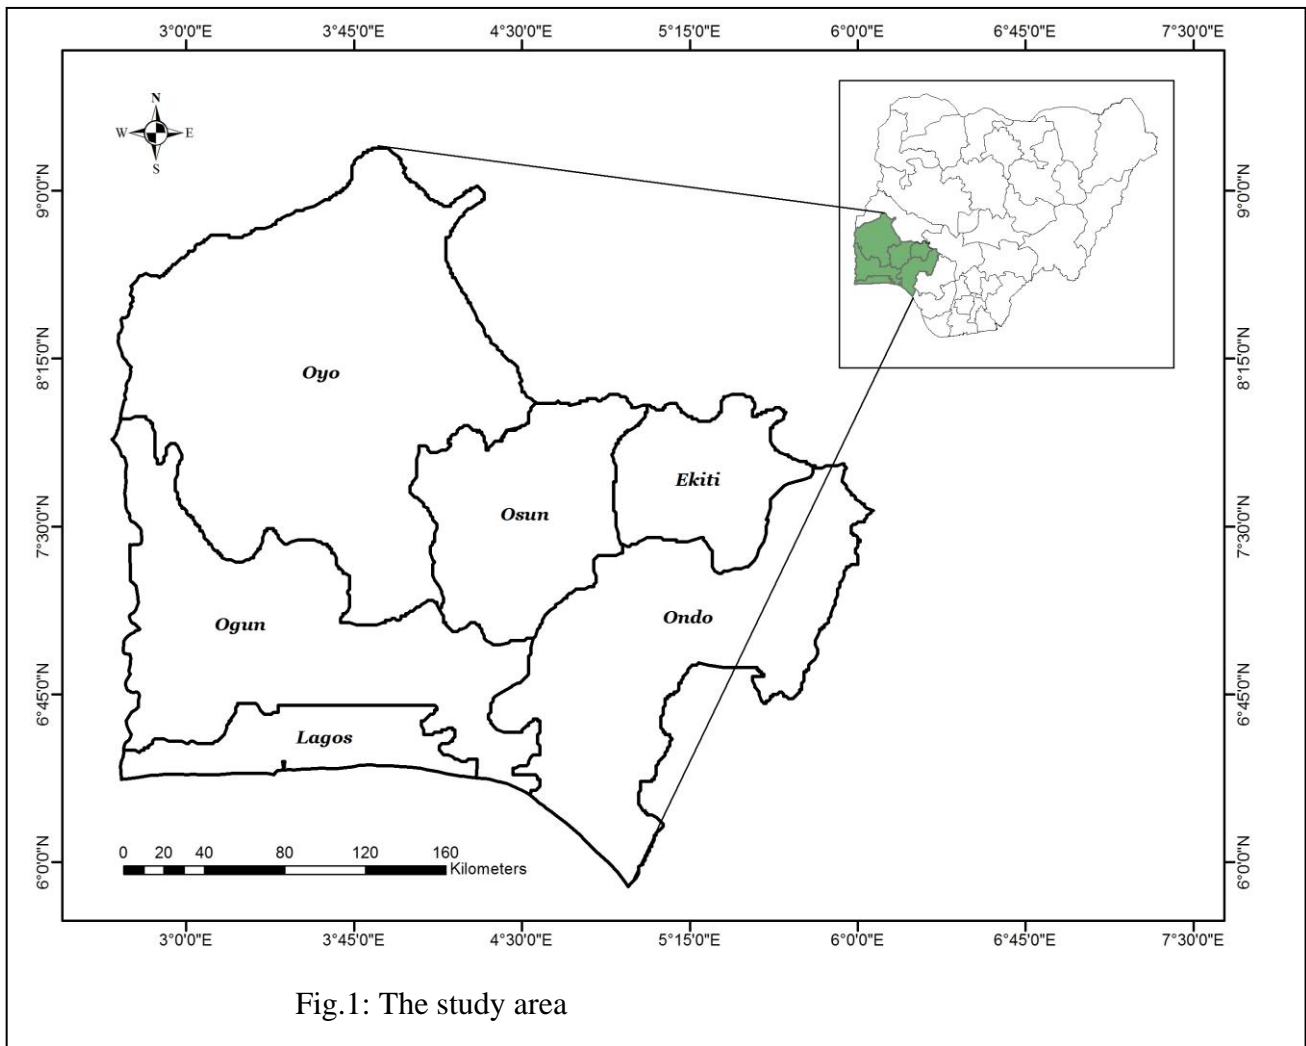 3°0'0"E 3°45'0"E 4°30'0"E 5°15'0"E 6°0'0"E 6°45'0"E 7°30'0"E
N
W E
S
9°0'0"N 9°0'0"N
8°15'0"N 8°15'0"N
Oyo
Ekiti
Osun
7°30'0"N 7°30'0"N
Ondo
Ogun
6°45'0"N 6°45'0"N
Lagos
0 20 40 80 120 160
Kilometers
6°0'0"N 6°0'0"N
3°0'0"E 3°45'0"E 4°30'0"E 5°15'0"E 6°0'0"E 6°45'0"E 7°30'0"E
Fig.1: The study area